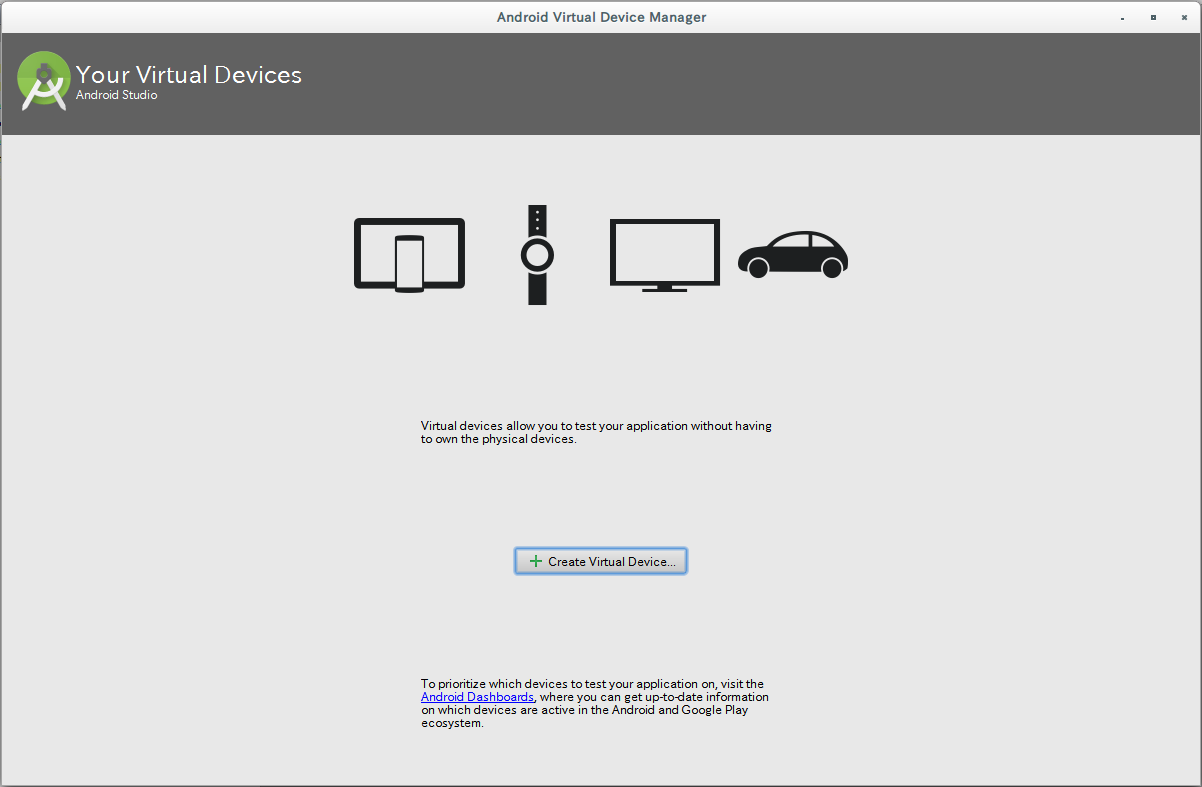 Android Virtual Device Manager
Your Virtual Devices
Android Studio
Virtual devices allow you to test your application without having
to own the physical devices.
Create Virtual Device...
To prioritize which devices to test your application on, visit the
Android Dashboards, where you can get up-to-date information
on which devices are active in the Android and Google Play
ecosystem.